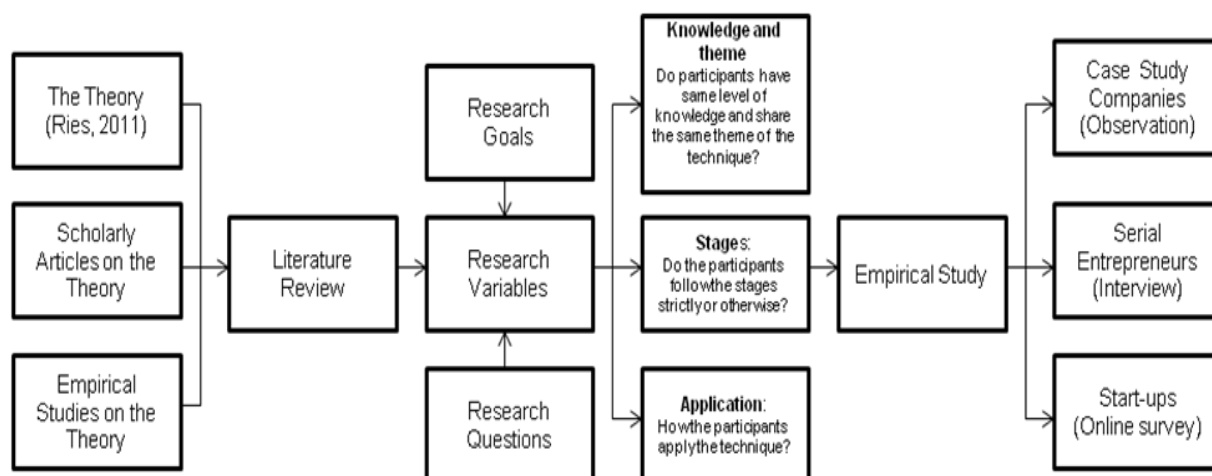 The Theory
(Ries, 2011)
Scholarly
Articles on the
Theory
Empirical
Studies on the
Theory
Literature
Review
Research
Goals
Research
Variables
Research
Questions
Knowledge and
theme
Do participants have
same level of
knowledge and share
the same theme of the
technique?
Stages:
Do the participants
follow the stages
strictly or otherwise?
Application:
How the participants
apply the technique?
Empirical Study
Case Study
Companies
(Observation)
Serial
Entrepreneurs
(Interview)
Start-ups
(Online survey)